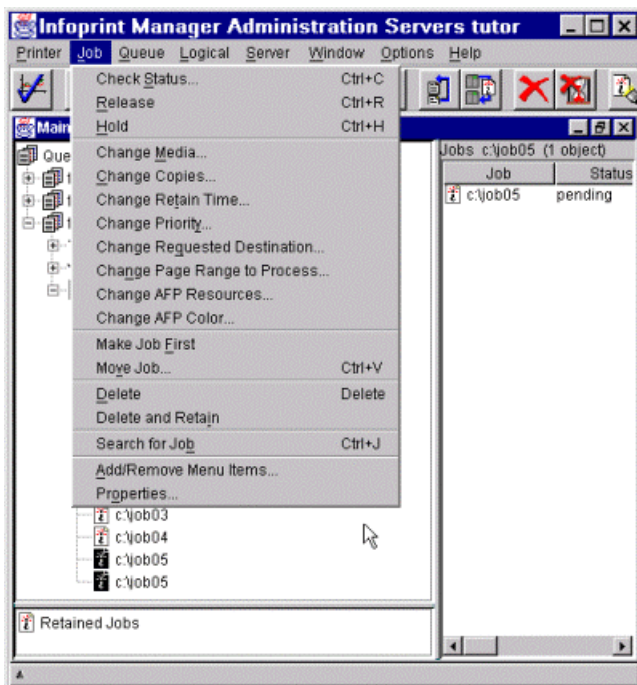 Infoprint Manager Administration Servers tutor
Printer Job Queue Logical Server Window Options Help
Main
Check Status... Ctrl+C
Release Ctrl+R
Hold Ctrl+H
Change Media...
Change Copies...
Change Retain Time...
Change Priority...
Change Requested Destination...
Change Page Range to Process...
Change AFP Resources...
Change AFP Color...
Make Job First
Move Job... Ctrl+V
Delete Delete
Delete and Retain
Search for Job Ctrl+J
Add/Remove Menu Items...
Properties...
Que
c:\job03
c:\job04
c:\job05
c:\job05
Retained Jobs
Jobs c:\job05 (1 object)
Job Status
c:\job05 pending